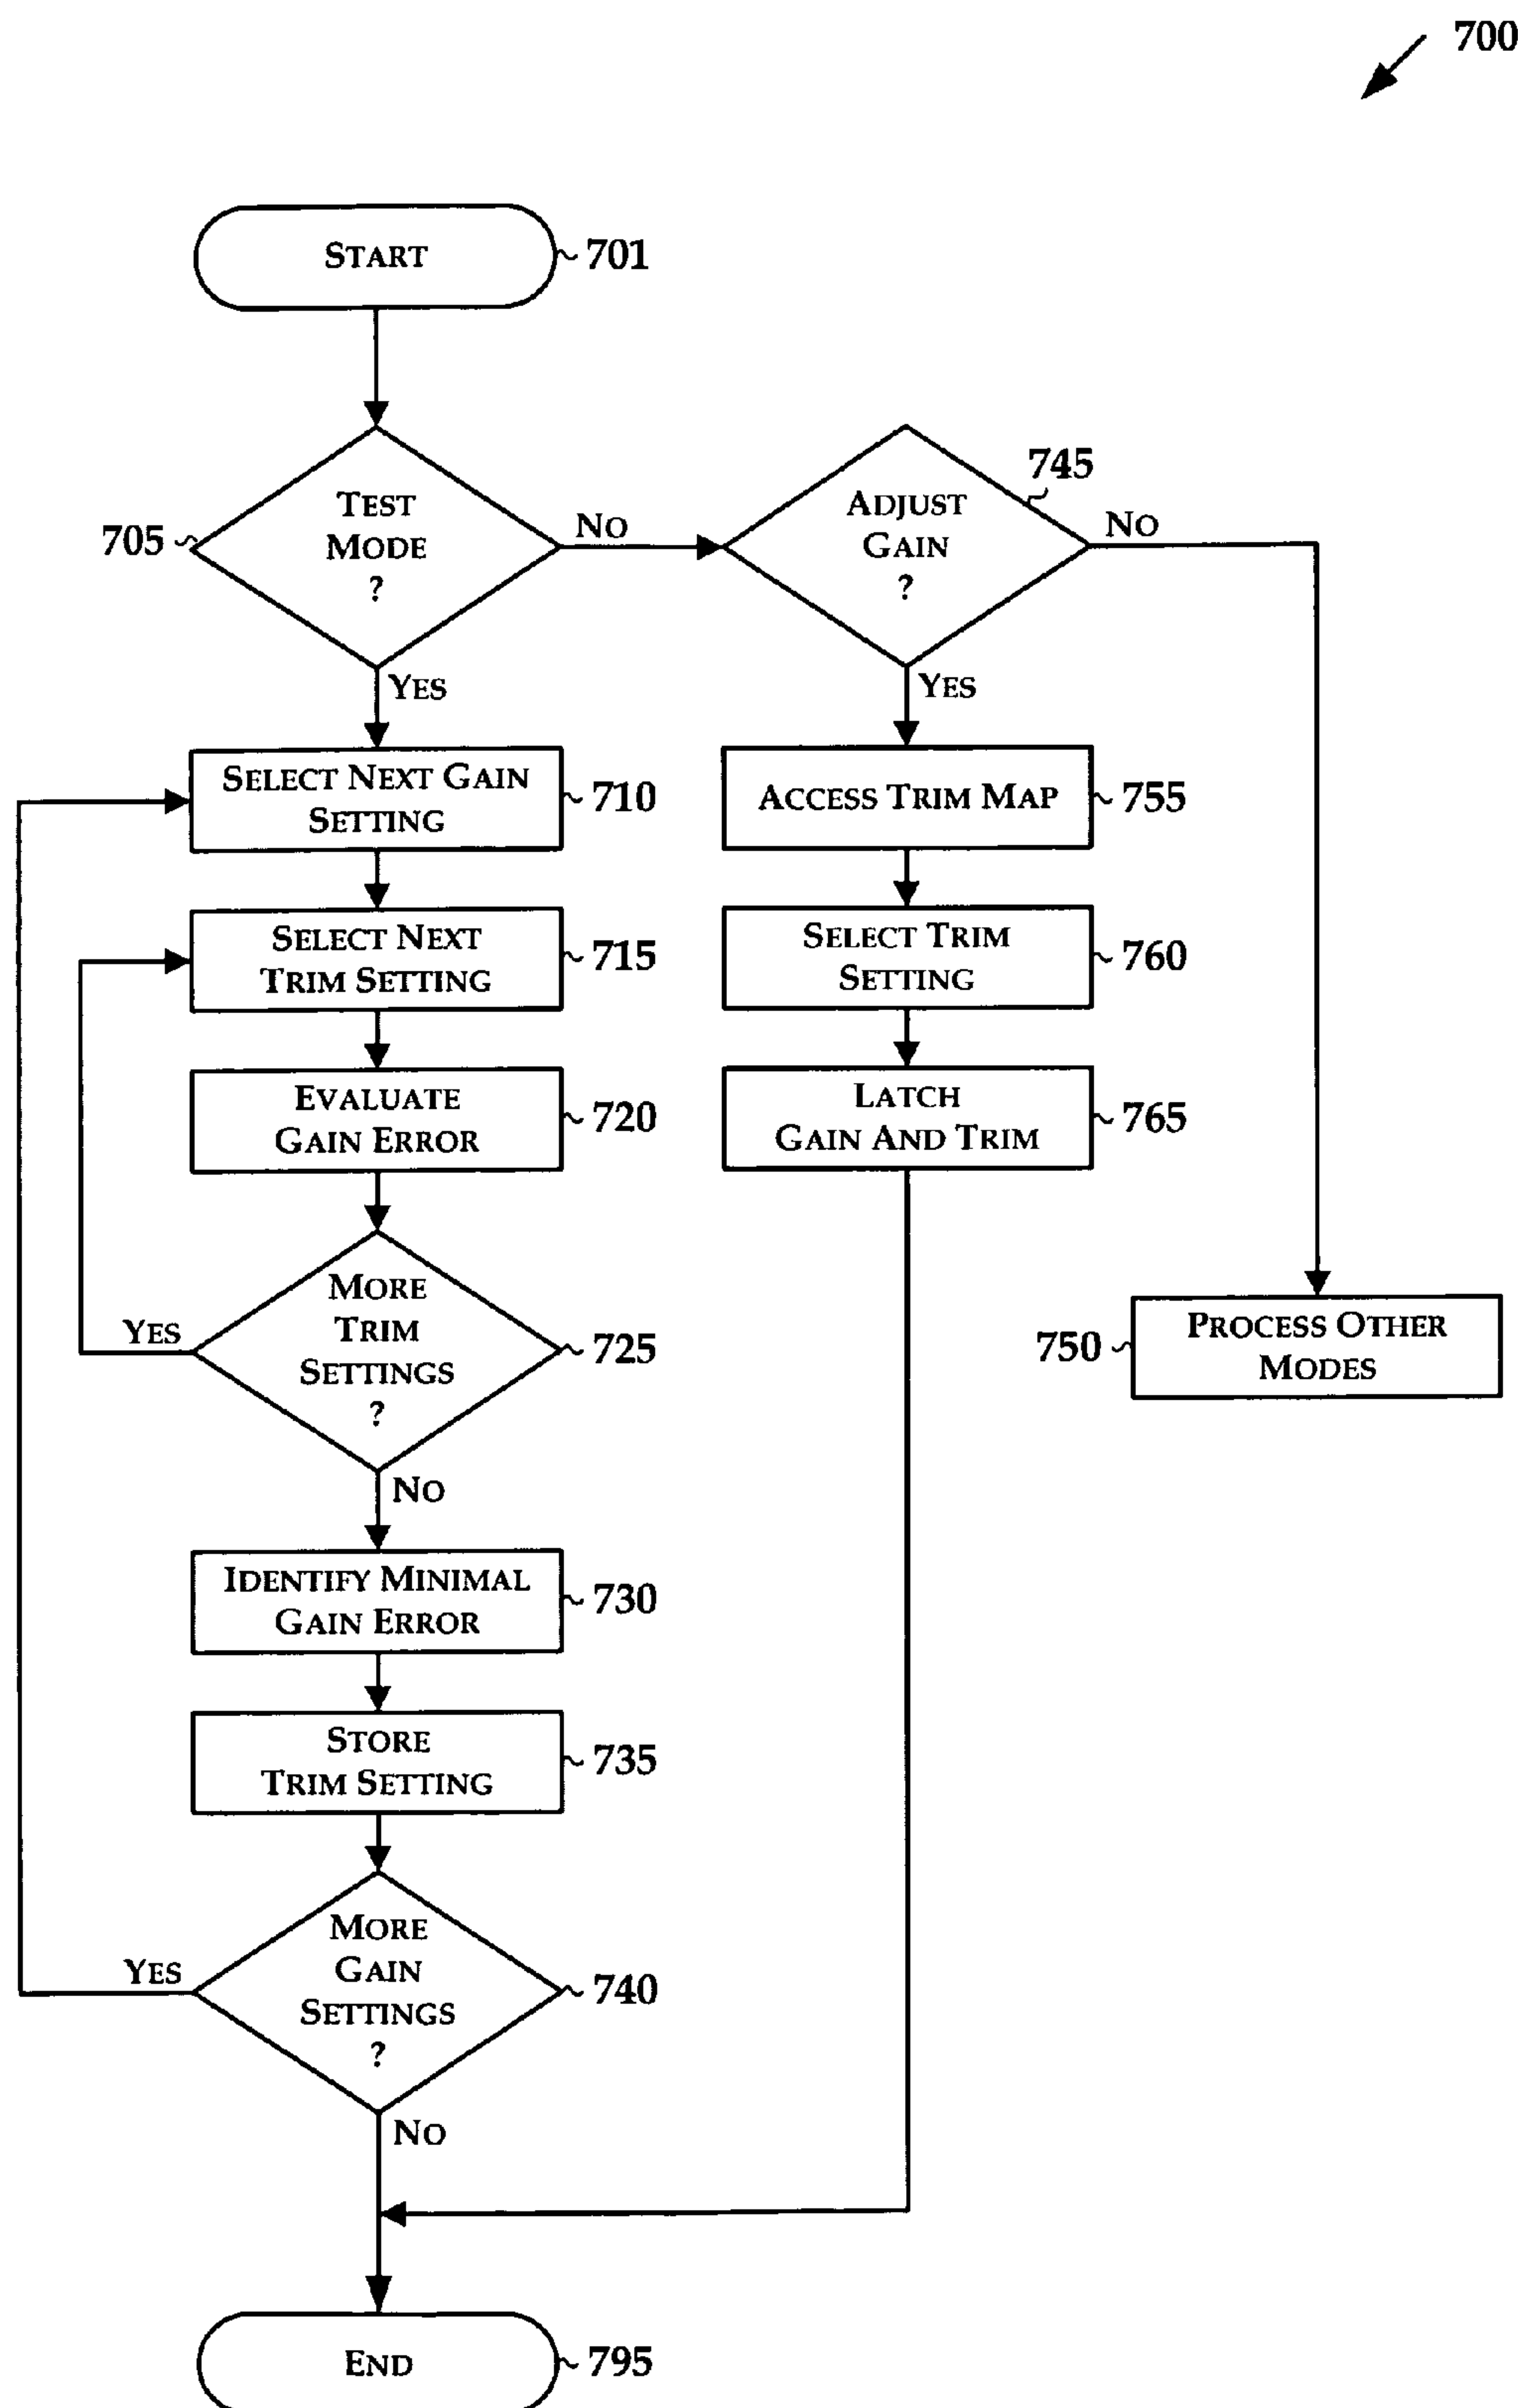 700
START
701
TEST
MODE
?
705
NO
YES
ADJUST
GAIN
?
745
NO
YES
SELECT NEXT GAIN
SETTING
710
ACCESS TRIM MAP
755
SELECT NEXT
TRIM SETTING
715
SELECT TRIM
SETTING
760
EVALUATE
GAIN ERROR
720
LATCH
GAIN AND TRIM
765
MORE
TRIM
SETTINGS
?
725
YES
NO
PROCESS OTHER
MODES
750
IDENTIFY MINIMAL
GAIN ERROR
730
STORE
TRIM SETTING
735
MORE
GAIN
SETTINGS
?
740
YES
NO
END
795